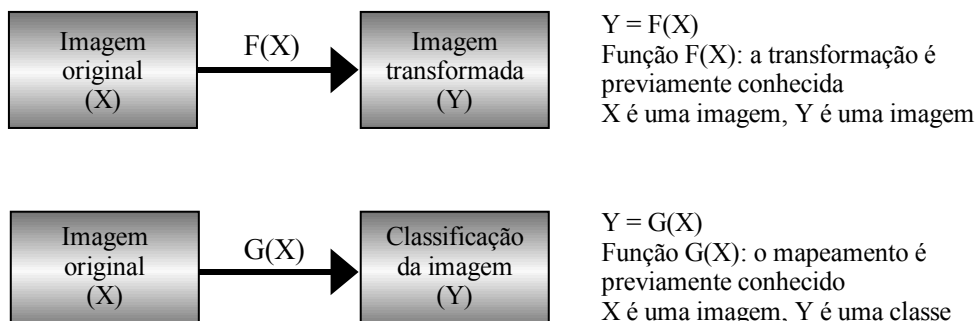 Imagem
original
(X)
F(X)
Imagem
transformada
(Y)
Y = F(X)
Função F(X): a transformação é
previamente conhecida
X é uma imagem, Y é uma imagem
Imagem
original
(X)
G(X)
Classificação
da imagem
(Y)
Y = G(X)
Função G(X): o mapeamento é
previamente conhecido
X é uma imagem, Y é uma classe